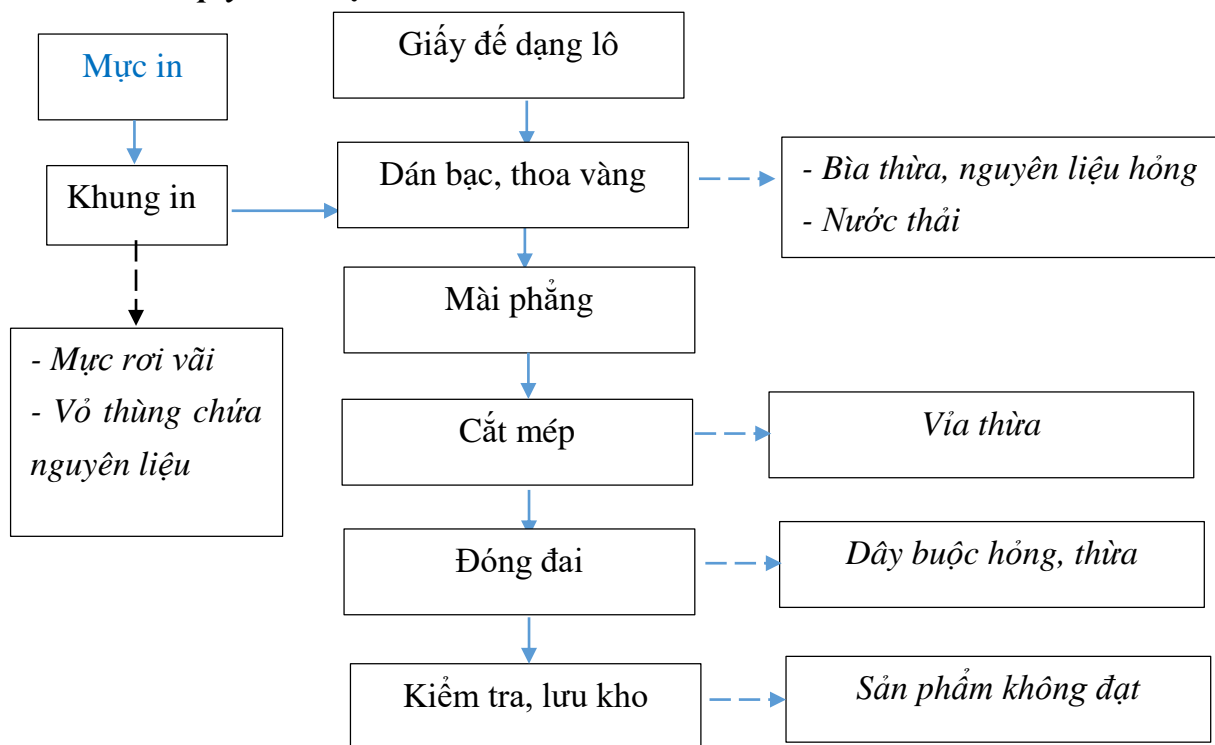 Mực in
Giấy đế dạng lô
Khung in
Dán bạc, thoa vàng
- Bìa thừa, nguyên liệu hỏng
- Nước thải
Mài phẳng
- Mực rơi vãi
- Vỏ thùng chứa
nguyên liệu
Cắt mép
Vỉa thừa
Đóng đai
Dây buộc hỏng, thừa
Kiểm tra, lưu kho
Sản phẩm không đạt